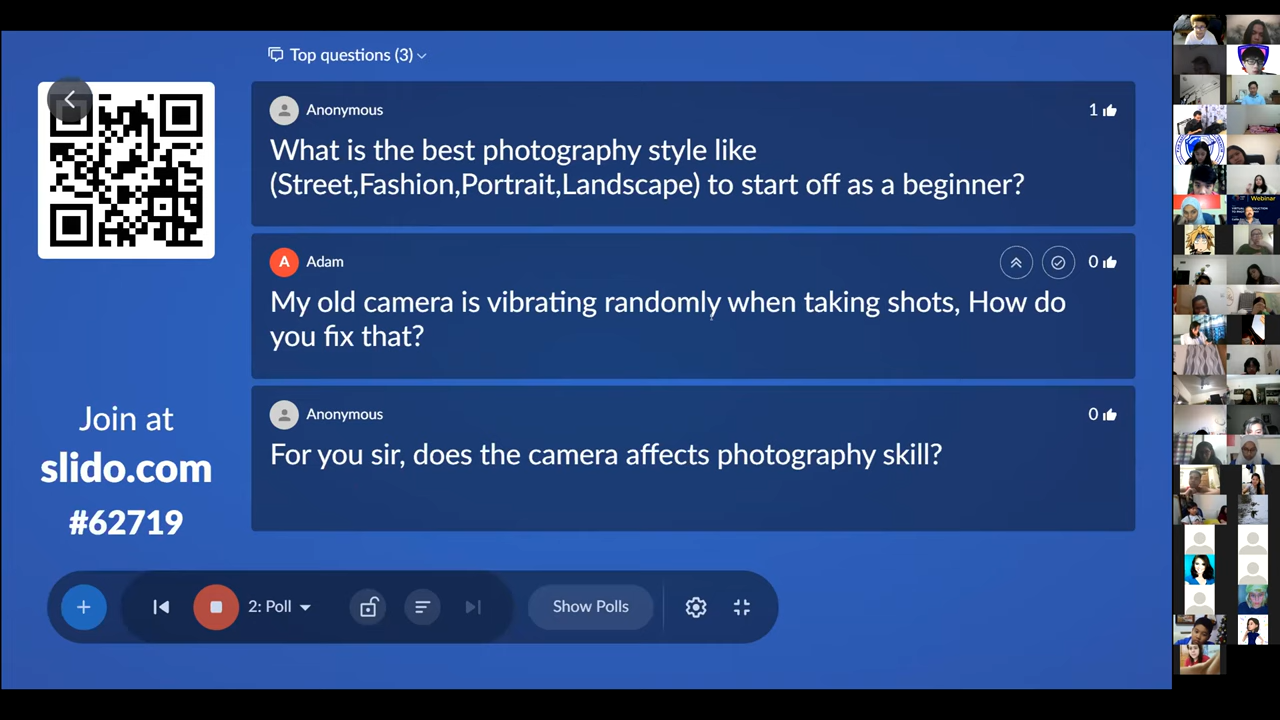 Top questions (3)
Anonymous
1
What is the best photography style like
(Street,Fashion,Portrait,Landscape) to start off as a beginner?
A Adam
0
My old camera is vibrating randomly when taking shots, How do
you fix that?
Anonymous
0
For you sir, does the camera affects photography skill?
Join at
slido.com
#62719
2: Poll
Show Polls
Webinar